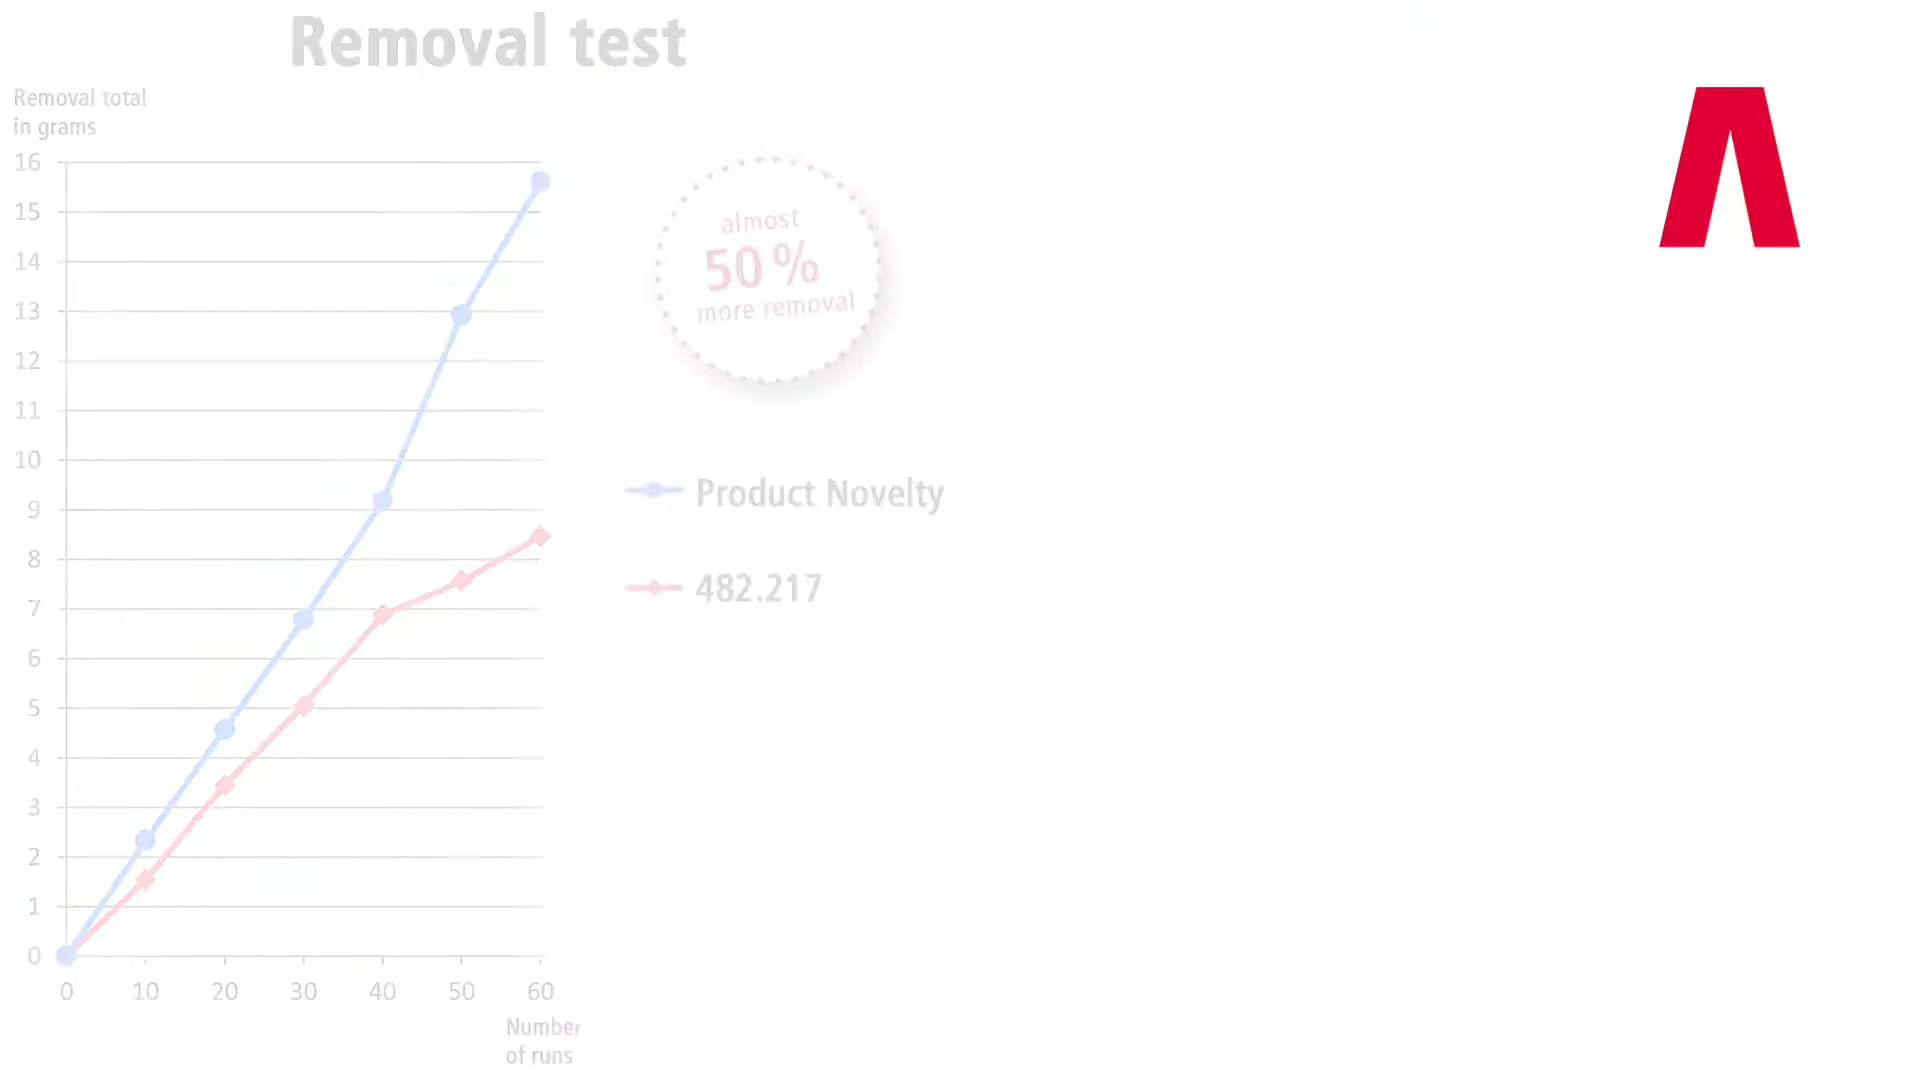 Removal test
Removal total
in grams
16
15
14
13
12
11
10
9
8
7
6
5
4
3
2
1
0
0 10 20 30 40 50 60
Number
of runs
almost
50 %
more removal
Product Novelty
482.217